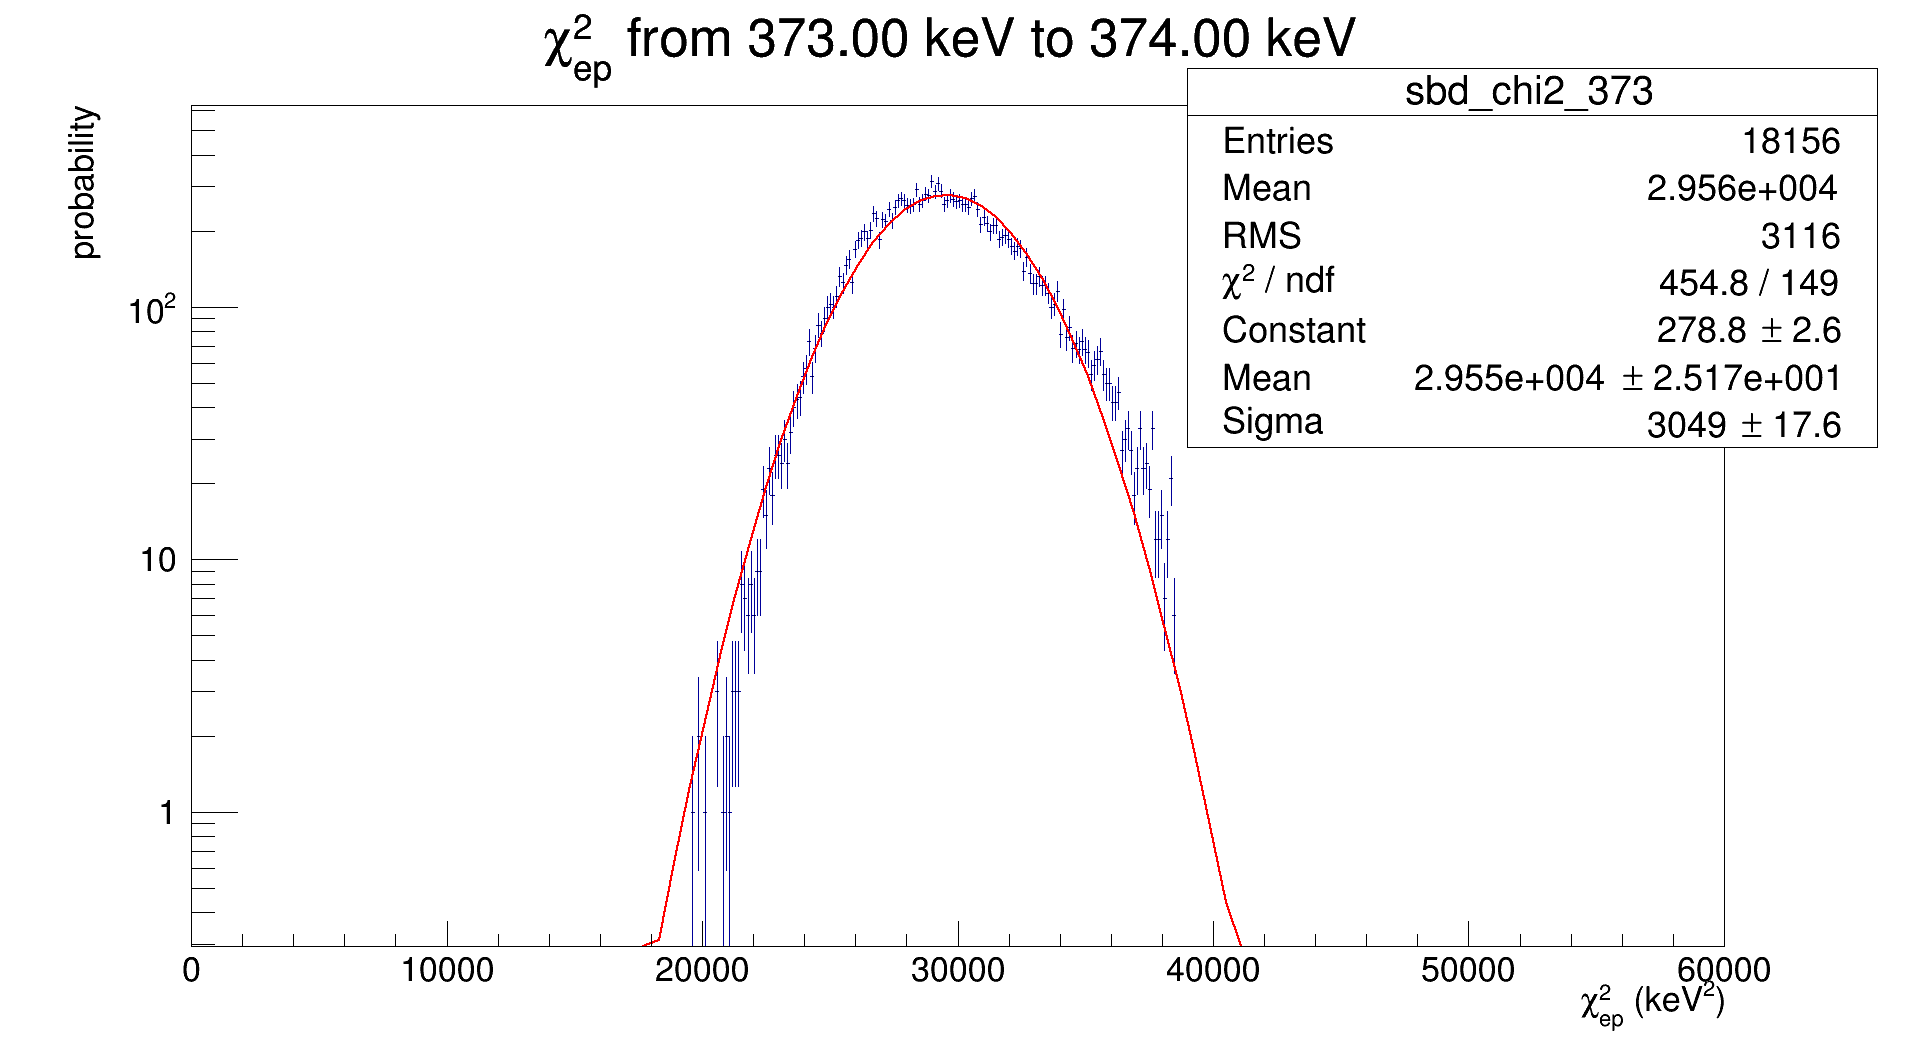 χ²ep from 373.00 keV to 374.00 keV
sbd_chi2_373
Entries 18156
Mean 2.956e+004
RMS 3116
χ² / ndf 454.8 / 149
Constant 278.8 ± 2.6
Mean 2.955e+004 ± 2.517e+001
Sigma 3049 ± 17.6
probability
10²
10
1
0 10000 20000 30000 40000 50000 60000
χ²ep (keV²)